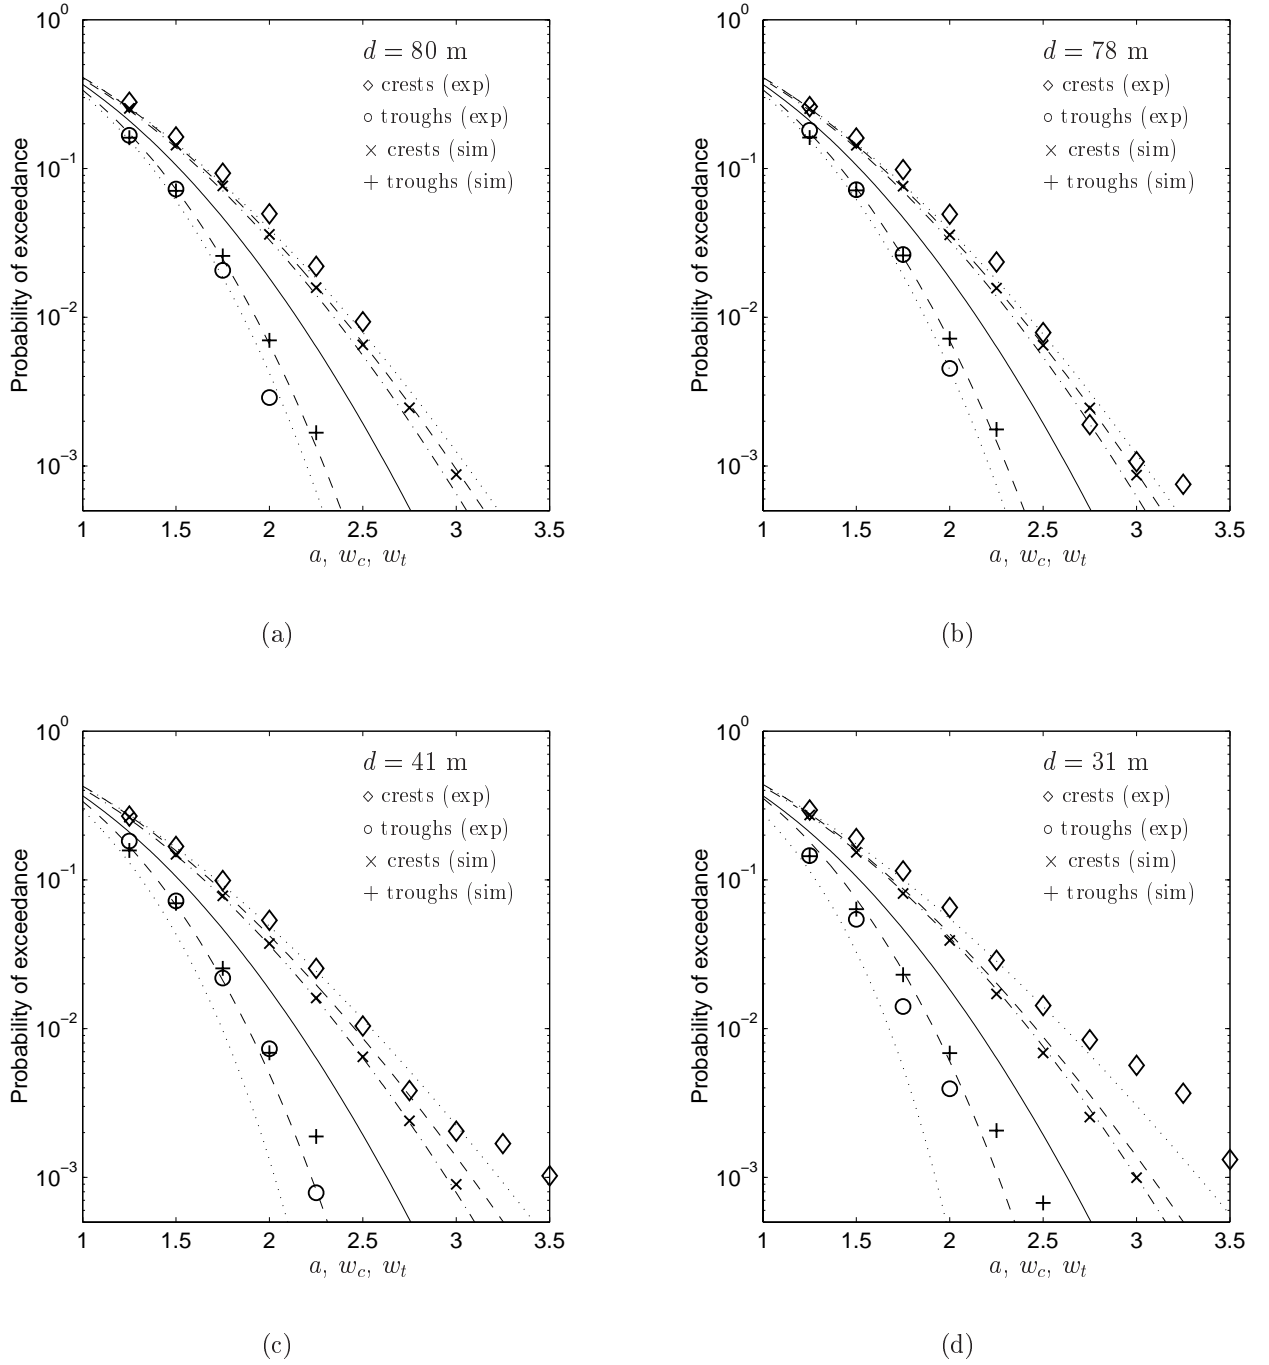 10^0
10^-1
10^-2
10^-3
Probability of exceedance
d = 80 m
◇ crests (exp)
○ troughs (exp)
× crests (sim)
+ troughs (sim)
1 1.5 2 2.5 3 3.5
a, w_c, w_t
(a)
10^0
10^-1
10^-2
10^-3
Probability of exceedance
d = 78 m
◇ crests (exp)
○ troughs (exp)
× crests (sim)
+ troughs (sim)
1 1.5 2 2.5 3 3.5
a, w_c, w_t
(b)
10^0
10^-1
10^-2
10^-3
Probability of exceedance
d = 41 m
◇ crests (exp)
○ troughs (exp)
× crests (sim)
+ troughs (sim)
1 1.5 2 2.5 3 3.5
a, w_c, w_t
(c)
10^0
10^-1
10^-2
10^-3
Probability of exceedance
d = 31 m
◇ crests (exp)
○ troughs (exp)
× crests (sim)
+ troughs (sim)
1 1.5 2 2.5 3 3.5
a, w_c, w_t
(d)